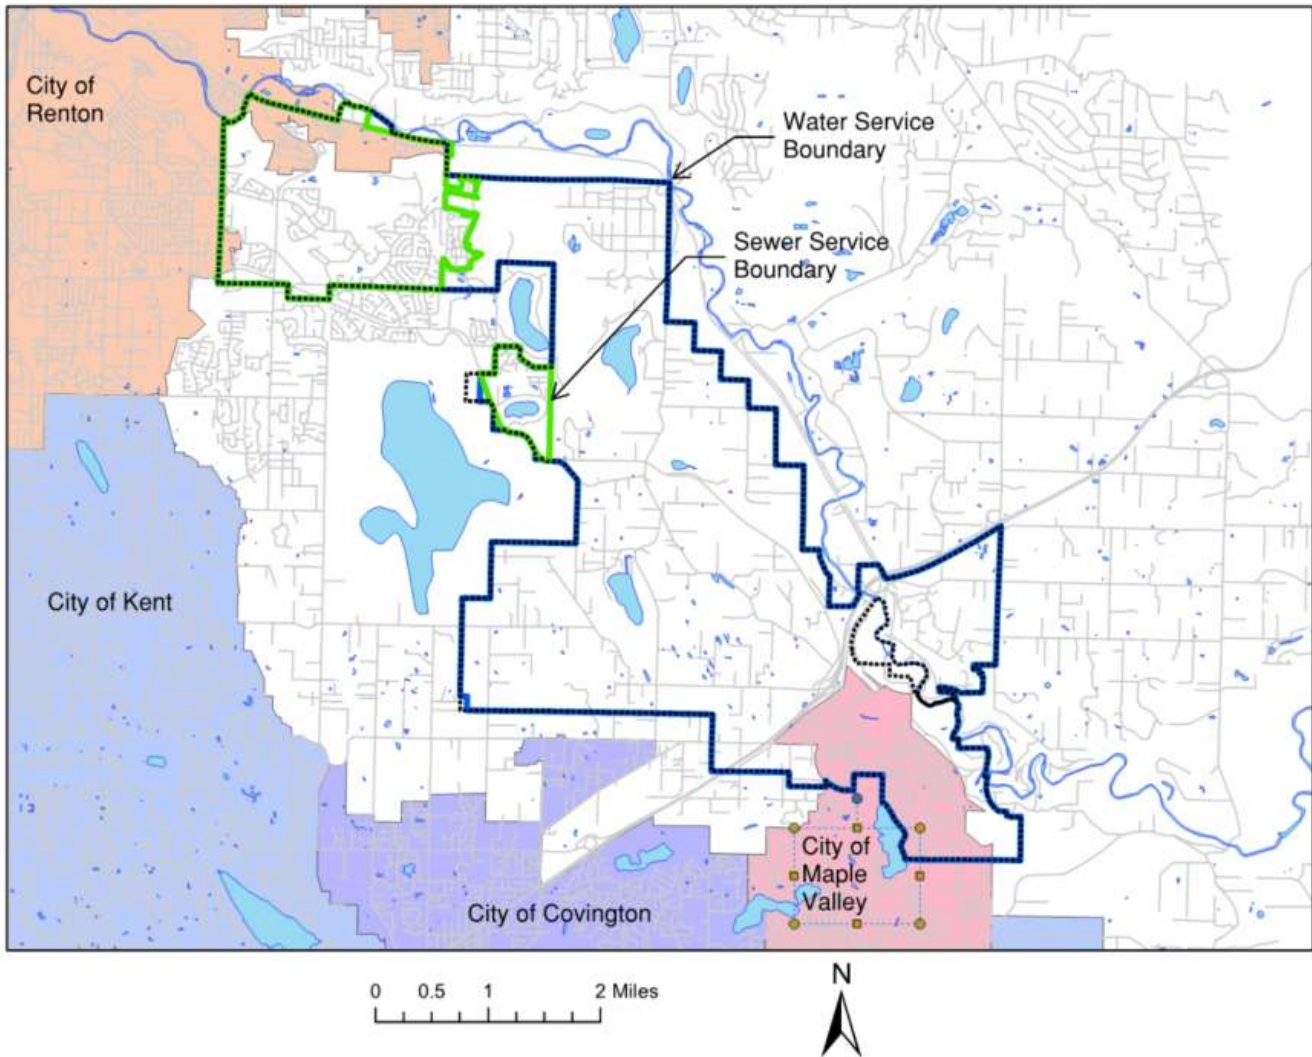 City of
Renton
Water Service
Boundary
Sewer Service
Boundary
City of Kent
City of
Maple
Valley
City of Covington
0 0.5 1 2 Miles
N